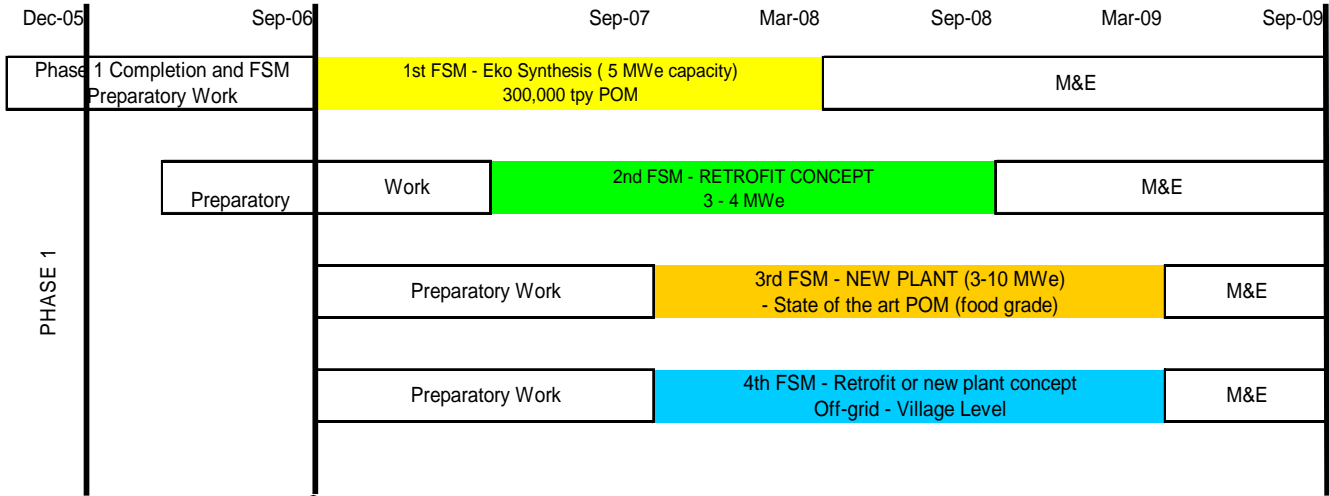 Dec-05 Sep-06 Sep-07 Mar-08 Sep-08 Mar-09 Sep-09
Phase 1 Completion and FSM
Preparatory Work
1st FSM - Eko Synthesis ( 5 MWe capacity)
300,000 tpy POM
M&E
Preparatory
Work
2nd FSM - RETROFIT CONCEPT
3 - 4 MWe
M&E
PHASE 1
Preparatory Work
3rd FSM - NEW PLANT (3-10 MWe)
- State of the art POM (food grade)
M&E
Preparatory Work
4th FSM - Retrofit or new plant concept
Off-grid - Village Level
M&E